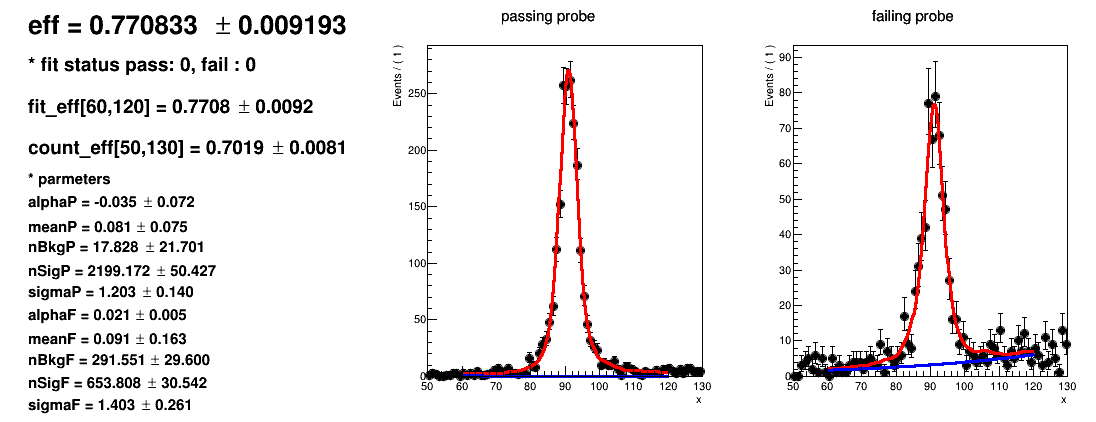 eff = 0.770833 ± 0.009193
* fit status pass: 0, fail : 0
fit_eff[60,120] = 0.7708 ± 0.0092
count_eff[50,130] = 0.7019 ± 0.0081
* parmeters
alphaP = -0.035 ± 0.072
meanP = 0.081 ± 0.075
nBkgP = 17.828 ± 21.701
nSigP = 2199.172 ± 50.427
sigmaP = 1.203 ± 0.140
alphaF = 0.021 ± 0.005
meanF = 0.091 ± 0.163
nBkgF = 291.551 ± 29.600
nSigF = 653.808 ± 30.542
sigmaF = 1.403 ± 0.261
passing probe
Events / ( 1 )
250
200
150
100
50
0
50 60 70 80 90 100 110 120 130
x
failing probe
Events / ( 1 )
90
80
70
60
50
40
30
20
10
0
50 60 70 80 90 100 110 120 130
x